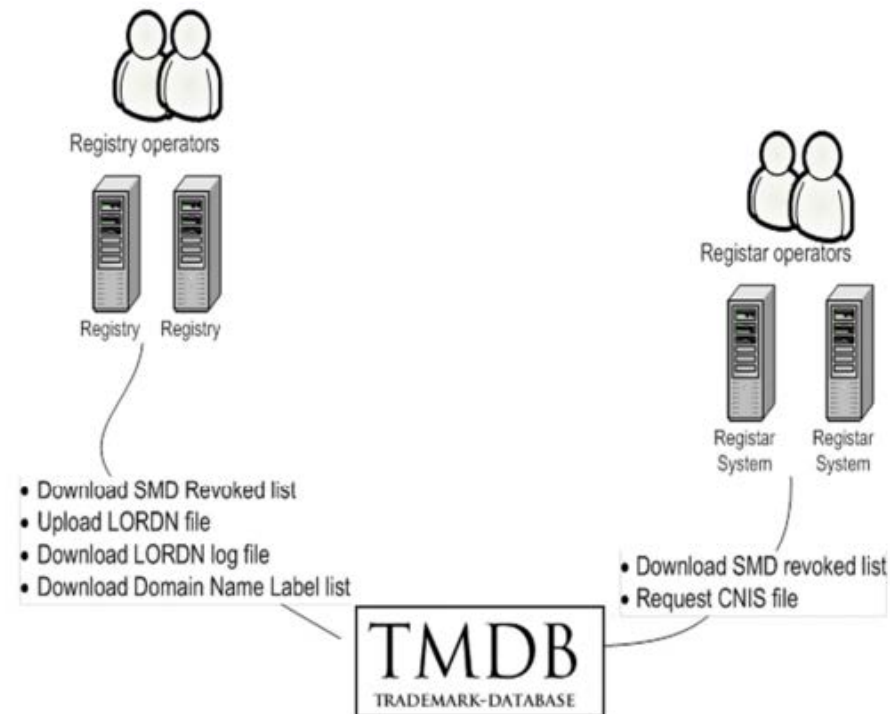 Registry operators
Registry Registry
• Download SMD Revoked list
• Upload LORDN file
• Download LORDN log file
• Download Domain Name Label list
Registar operators
Registar Registar
System System
• Download SMD revoked list
• Request CNIS file
TMDB
TRADEMARK-DATABASE